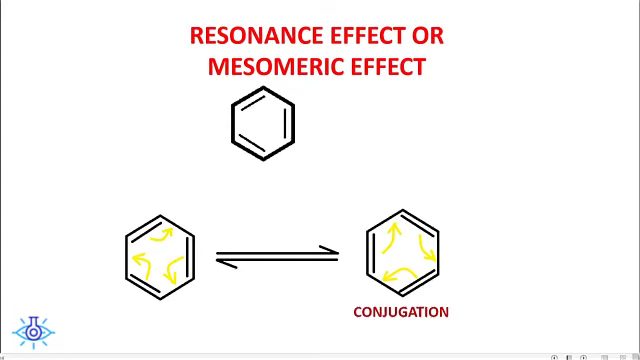 RESONANCE EFFECT OR
MESOMERIC EFFECT
CONJUGATION